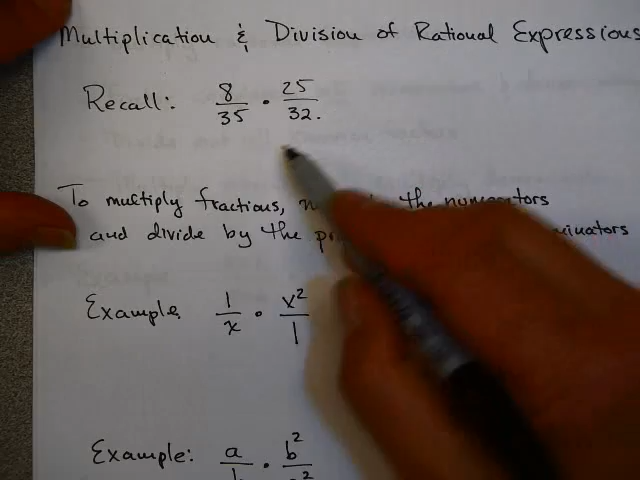 Multiplication & Division of Rational Expressions
Recall: 8/35 · 25/32.
To multiply fractions, the numerators
and divide by the
Example 1/x · x²/1
Example: a/b · b²